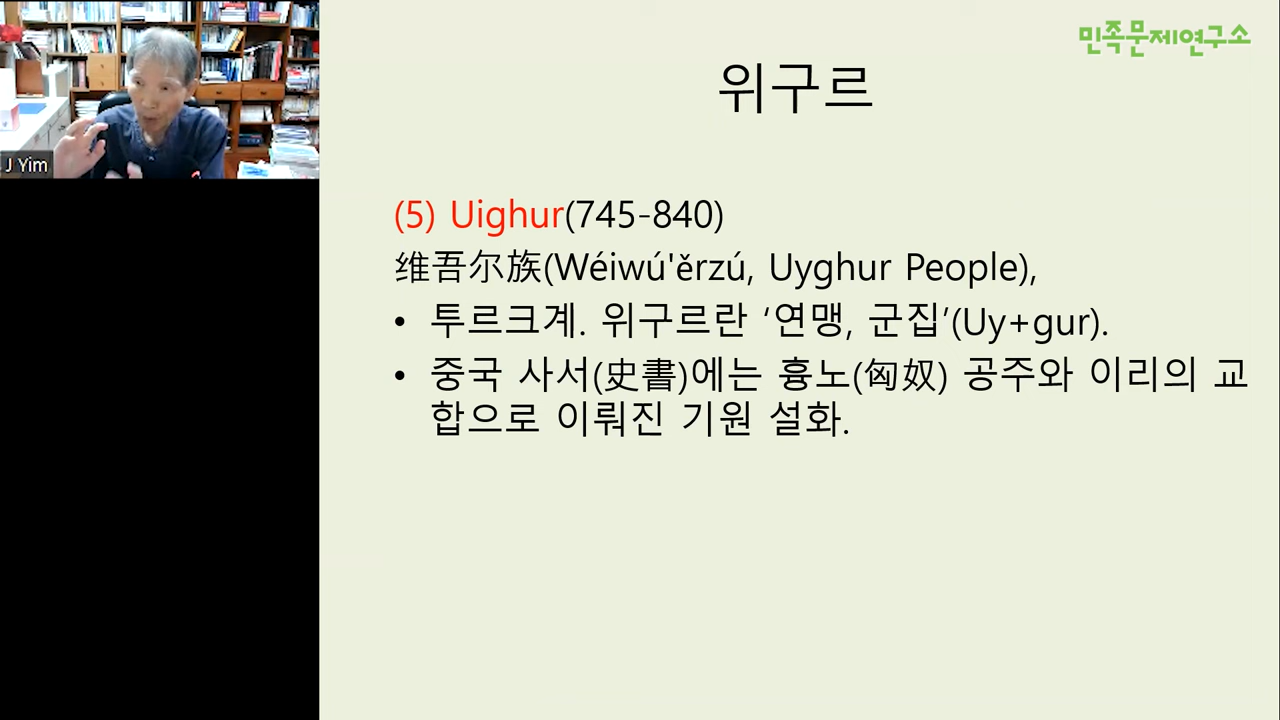 민족문제연구소
위구르
J Yim
(5) Uighur(745-840)
维吾尔族(Wéiwú'ěrzú, Uyghur People),
• 투르크계. 위구르란 ‘연맹, 군집’(Uy+gur).
• 중국 사서(史書)에는 흉노(匈奴) 공주와 이리의 교
합으로 이뤄진 기원 설화.